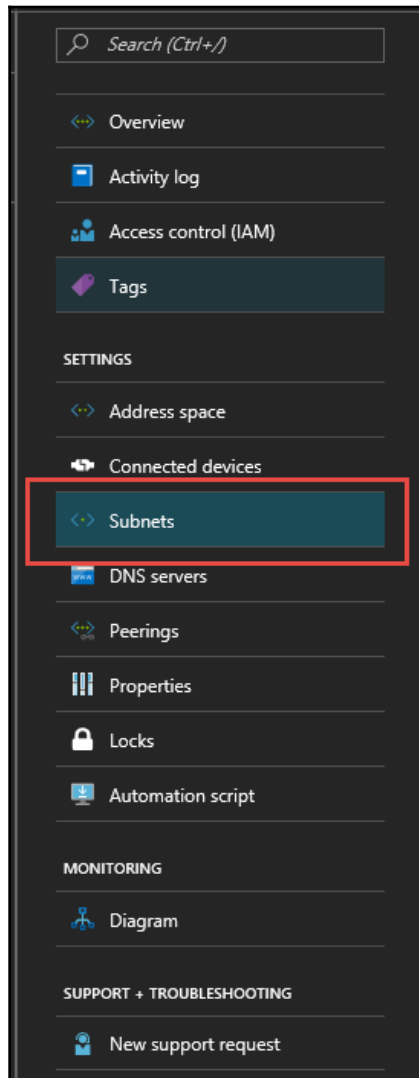 Search (Ctrl+/)
Overview
Activity log
Access control (IAM)
Tags
SETTINGS
Address space
Connected devices
Subnets
www
DNS servers
Peerings
Properties
Locks
Automation script
MONITORING
Diagram
SUPPORT + TROUBLESHOOTING
New support request